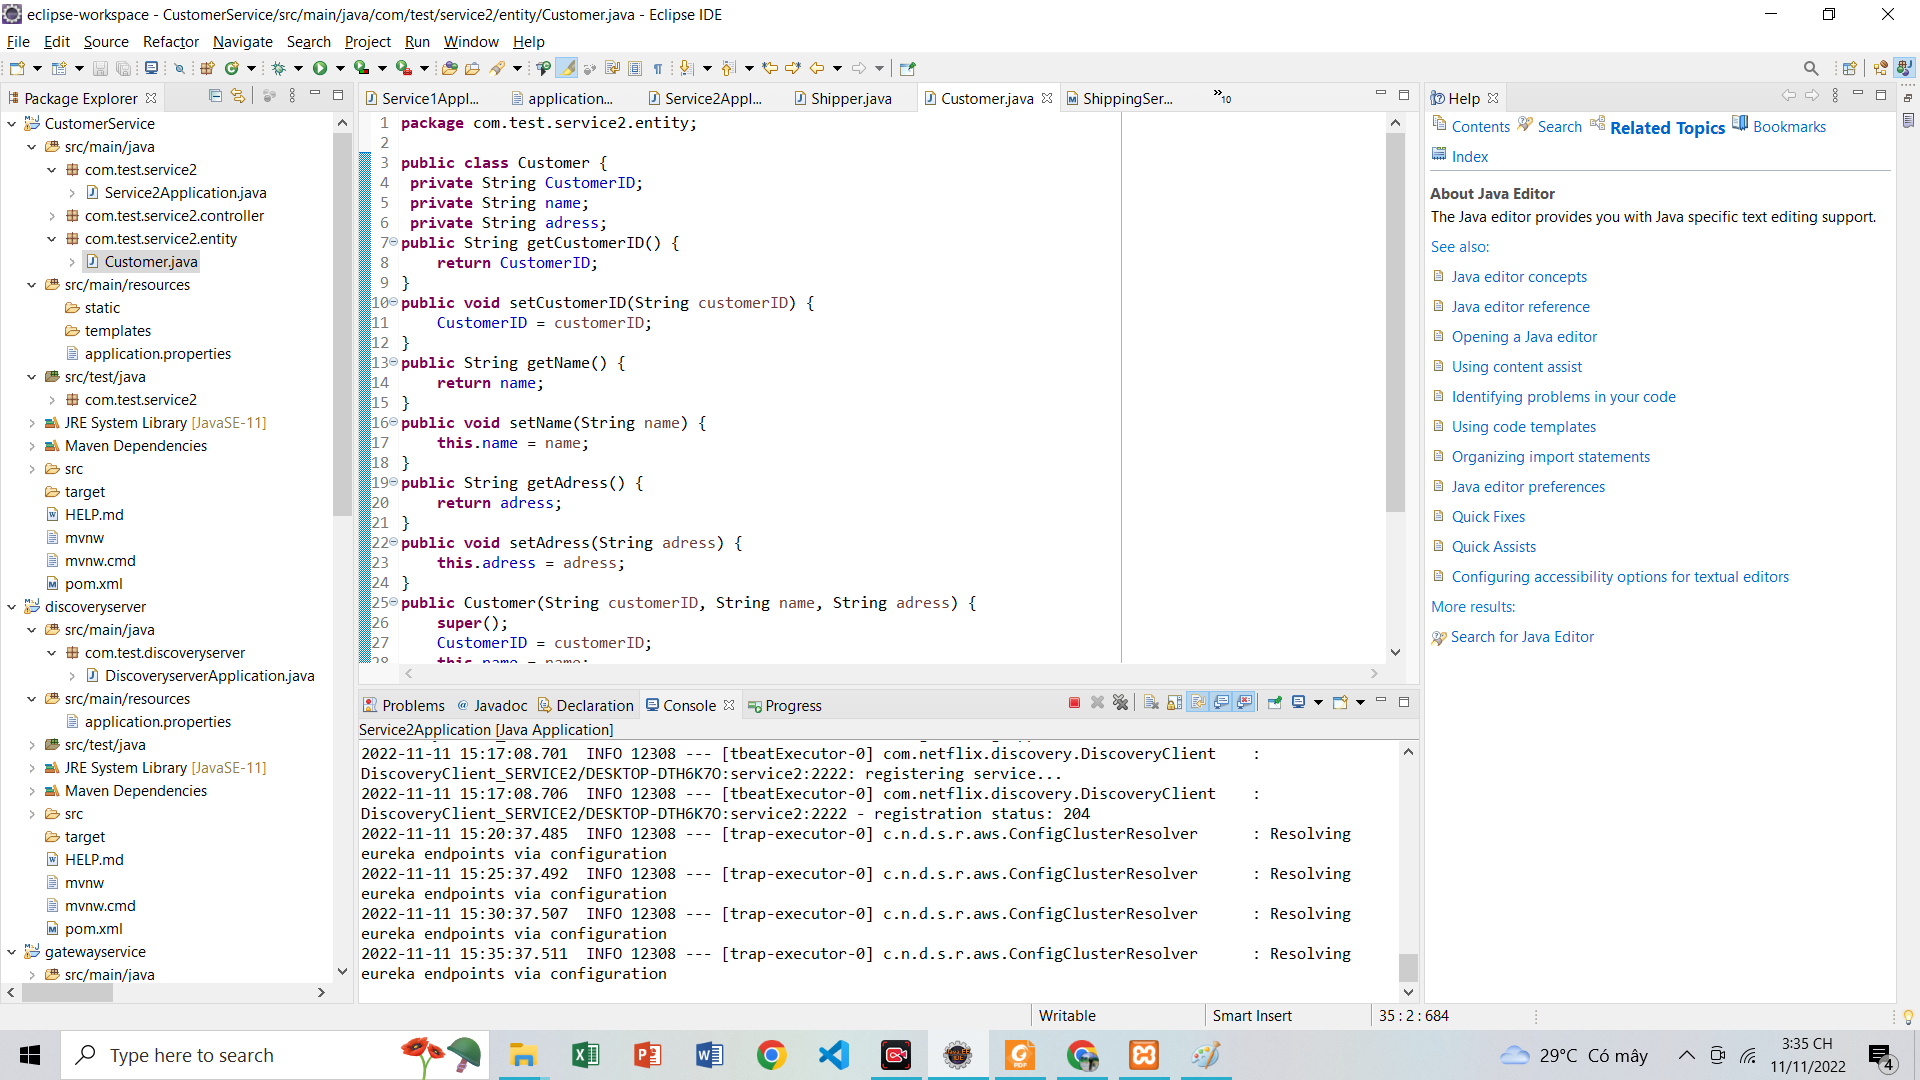 eclipse-workspace - CustomerService/src/main/java/com/test/service2/entity/Customer.java - Eclipse IDE
File Edit Source Refactor Navigate Search Project Run Window Help
Package Explorer
CustomerService
src/main/java
com.test.service2
Service2Application.java
com.test.service2.controller
com.test.service2.entity
Customer.java
src/main/resources
static
templates
application.properties
src/test/java
com.test.service2
JRE System Library [JavaSE-11]
Maven Dependencies
src
target
HELP.md
mvnw
mvnw.cmd
pom.xml
discoveryserver
src/main/java
com.test.discoveryserver
DiscoveryserverApplication.java
src/main/resources
application.properties
src/test/java
JRE System Library [JavaSE-11]
Maven Dependencies
src
target
HELP.md
mvnw
mvnw.cmd
pom.xml
gatewayservice
src/main/java
Service1Appl... application... Service2Appl... Shipper.java Customer.java ShippingSer... »10
1 package com.test.service2.entity;
2
3 public class Customer {
4 private String CustomerID;
5 private String name;
6 private String adress;
7 public String getCustomerID() {
8 return CustomerID;
9 }
10 public void setCustomerID(String customerID) {
11 CustomerID = customerID;
12 }
13 public String getName() {
14 return name;
15 }
16 public void setName(String name) {
17 this.name = name;
18 }
19 public String getAdress() {
20 return adress;
21 }
22 public void setAdress(String adress) {
23 this.adress = adress;
24 }
25 public Customer(String customerID, String name, String adress) {
26 super();
27 CustomerID = customerID;
28 this.name = name;
Problems Javadoc Declaration Console Progress
Service2Application [Java Application]
2022-11-11 15:17:08.701 INFO 12308 --- [tbeatExecutor-0] com.netflix.discovery.DiscoveryClient :
DiscoveryClient_SERVICE2/DESKTOP-DTH6K7O:service2:2222: registering service...
2022-11-11 15:17:08.706 INFO 12308 --- [tbeatExecutor-0] com.netflix.discovery.DiscoveryClient :
DiscoveryClient_SERVICE2/DESKTOP-DTH6K7O:service2:2222 - registration status: 204
2022-11-11 15:20:37.485 INFO 12308 --- [trap-executor-0] c.n.d.s.r.aws.ConfigClusterResolver : Resolving
eureka endpoints via configuration
2022-11-11 15:25:37.492 INFO 12308 --- [trap-executor-0] c.n.d.s.r.aws.ConfigClusterResolver : Resolving
eureka endpoints via configuration
2022-11-11 15:30:37.507 INFO 12308 --- [trap-executor-0] c.n.d.s.r.aws.ConfigClusterResolver : Resolving
eureka endpoints via configuration
2022-11-11 15:35:37.511 INFO 12308 --- [trap-executor-0] c.n.d.s.r.aws.ConfigClusterResolver : Resolving
eureka endpoints via configuration
Help
Contents Search Related Topics Bookmarks
Index
About Java Editor
The Java editor provides you with Java specific text editing support.
See also:
Java editor concepts
Java editor reference
Opening a Java editor
Using content assist
Identifying problems in your code
Using code templates
Organizing import statements
Java editor preferences
Quick Fixes
Quick Assists
Configuring accessibility options for textual editors
More results:
Search for Java Editor
Writable Smart Insert 35 : 2 : 684
Type here to search
29°C Có mây
3:35 CH
11/11/2022
4